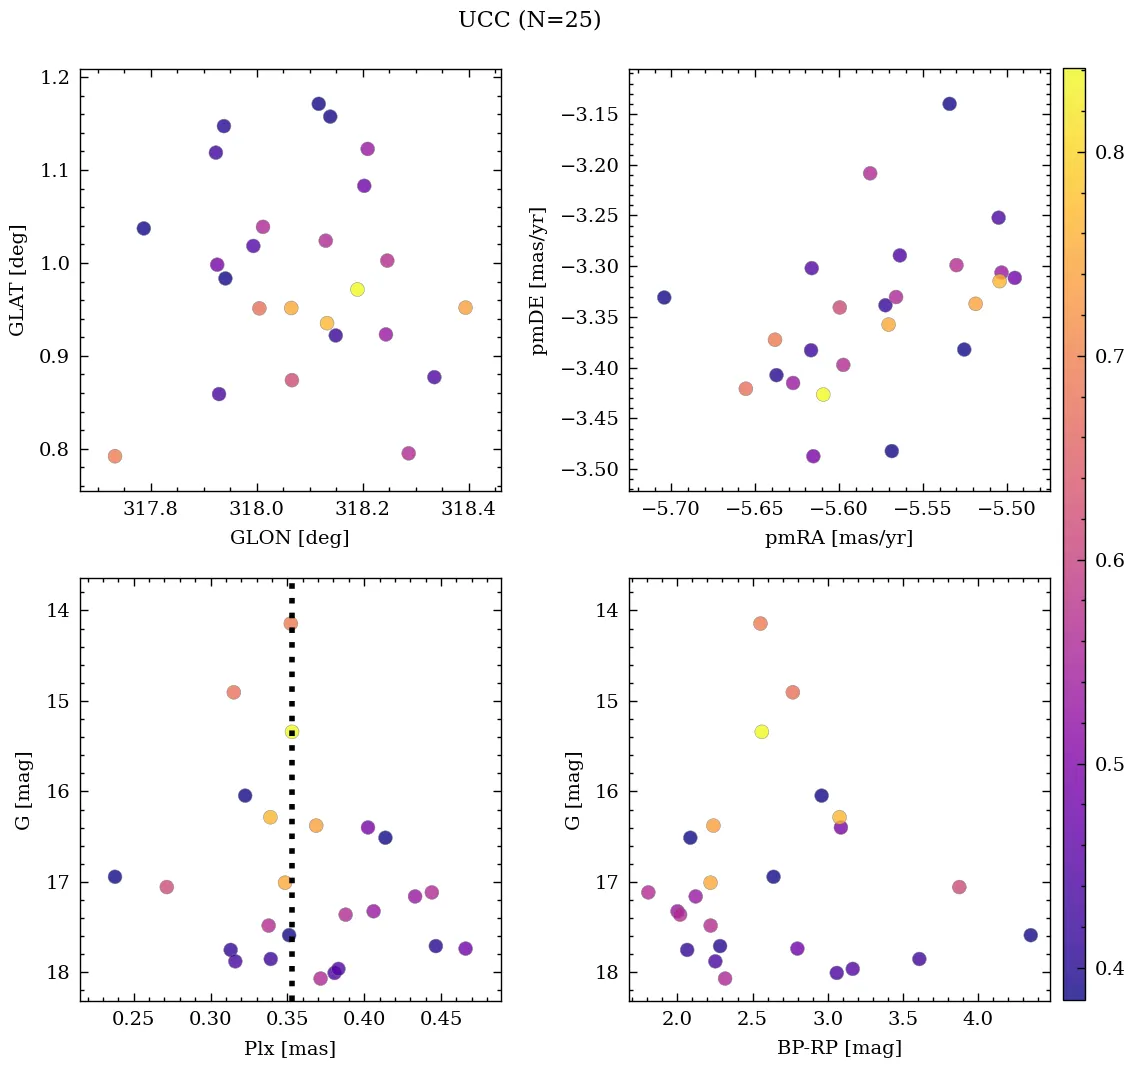 UCC (N=25)
1.2
1.1
1.0
0.9
0.8
GLAT [deg]
317.8 318.0 318.2 318.4
GLON [deg]
−3.15
−3.20
−3.25
−3.30
−3.35
−3.40
−3.45
−3.50
pmDE [mas/yr]
−5.70 −5.65 −5.60 −5.55 −5.50
pmRA [mas/yr]
14
15
16
17
18
G [mag]
0.25 0.30 0.35 0.40 0.45
Plx [mas]
14
15
16
17
18
G [mag]
2.0 2.5 3.0 3.5 4.0
BP-RP [mag]
0.8
0.7
0.6
0.5
0.4